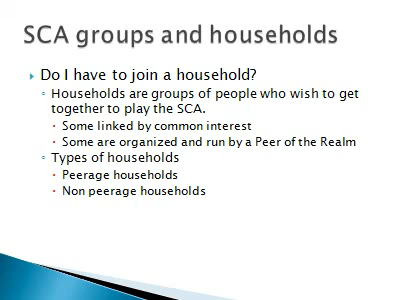 SCA groups and households
Do I have to join a household?
Households are groups of people who wish to get
together to play the SCA.
Some linked by common interest
Some are organized and run by a Peer of the Realm
Types of households
Peerage households
Non peerage households